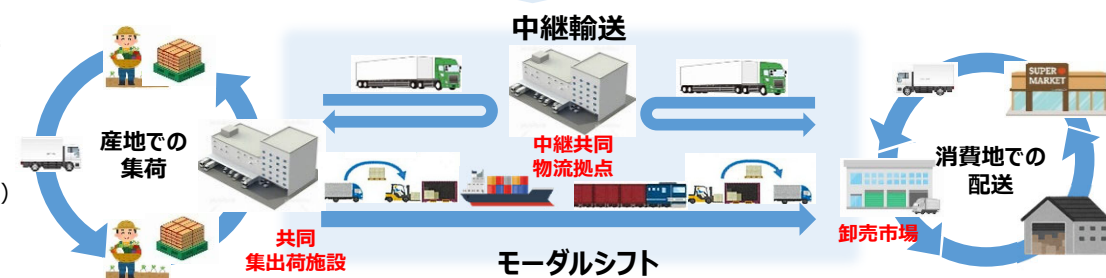 中継輸送
産地での
集荷
中継共同
物流拠点
SUPER
MARKET
消費地での
配送
)
共同
集出荷施設
卸売市場
モーダルシフト